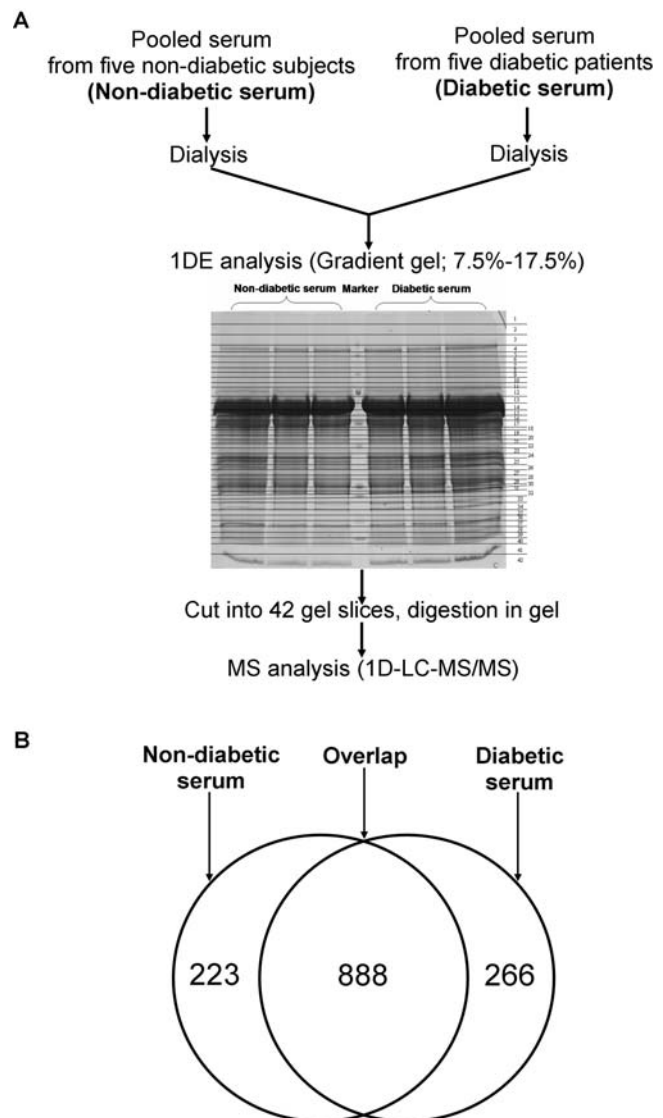 A
Pooled serum
from five non-diabetic subjects
(Non-diabetic serum)
Pooled serum
from five diabetic patients
(Diabetic serum)
Dialysis
Dialysis
1DE analysis (Gradient gel; 7.5%-17.5%)
Non-diabetic serum Marker Diabetic serum
Cut into 42 gel slices, digestion in gel
MS analysis (1D-LC-MS/MS)
B
Non-diabetic
serum
Overlap
Diabetic
serum
223
888
266